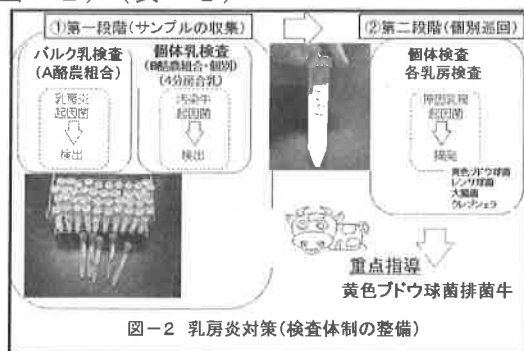 ①第一段階(サンプルの収集)
バルク乳検査
(A酪農組合)
乳房炎
起因菌
検出
個体乳検査
(B酪農組合・個別)
(4分房合乳)
汚染牛
起因菌
検出
②第二段階(個別巡回)
個体検査
各乳房検査
原因乳房
起因菌
摘発
黄色ブドウ球菌
レンサ球菌
大腸菌
クレブシェラ
重点指導
黄色ブドウ球菌排菌牛
図-2 乳房炎対策(検査体制の整備)